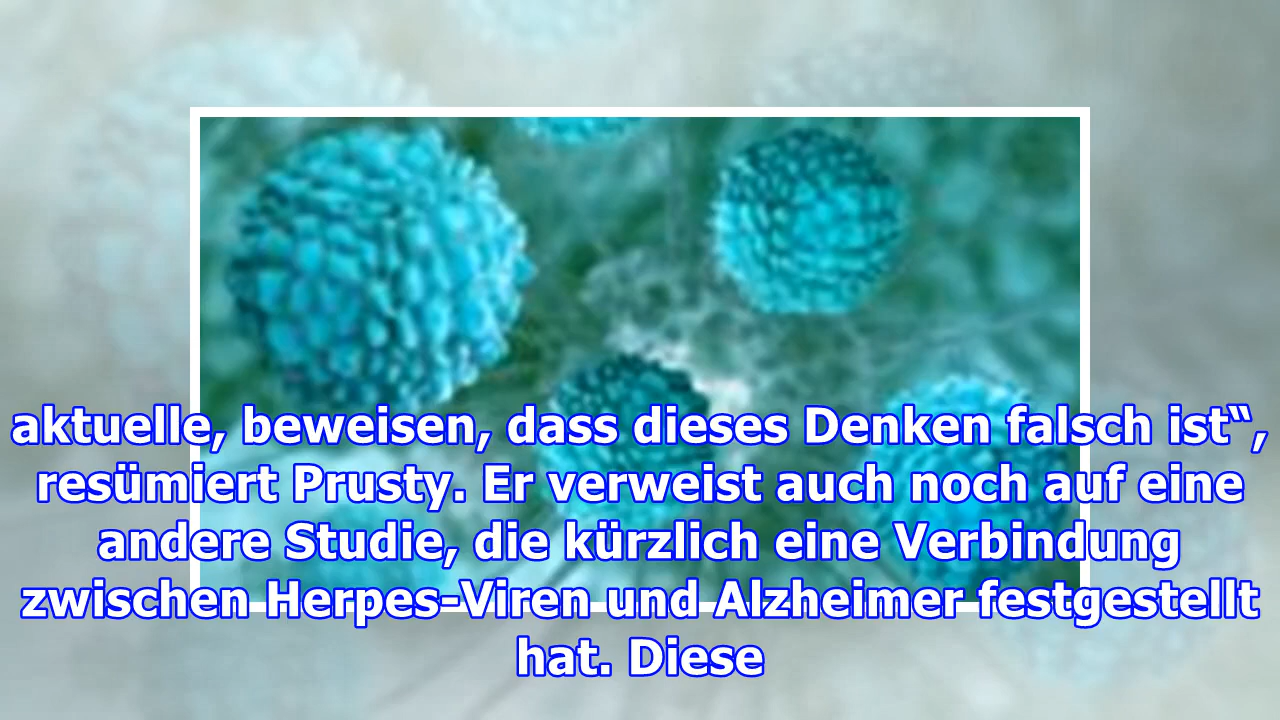 aktuelle, beweisen, dass dieses Denken falsch ist“,
resümiert Prusty. Er verweist auch noch auf eine
andere Studie, die kürzlich eine Verbindung
zwischen Herpes-Viren und Alzheimer festgestellt
hat. Diese